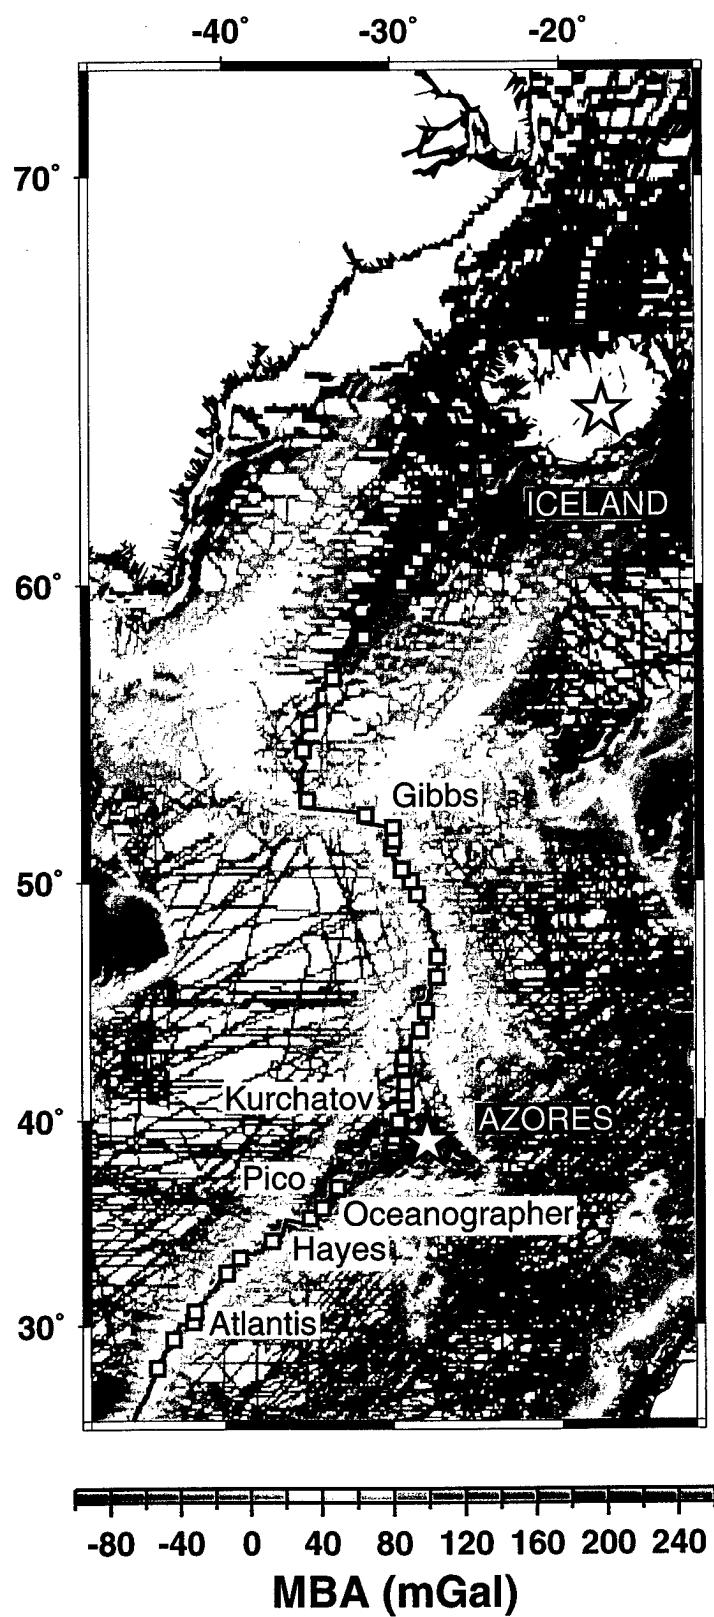 -40° -30° -20°
70°
ICELAND
60°
Gibbs
50°
Kurchatov
40°
AZORES
Pico
Oceanographer
Hayes
30°
Atlantis
-80 -40 0 40 80 120 160 200 240
MBA (mGal)